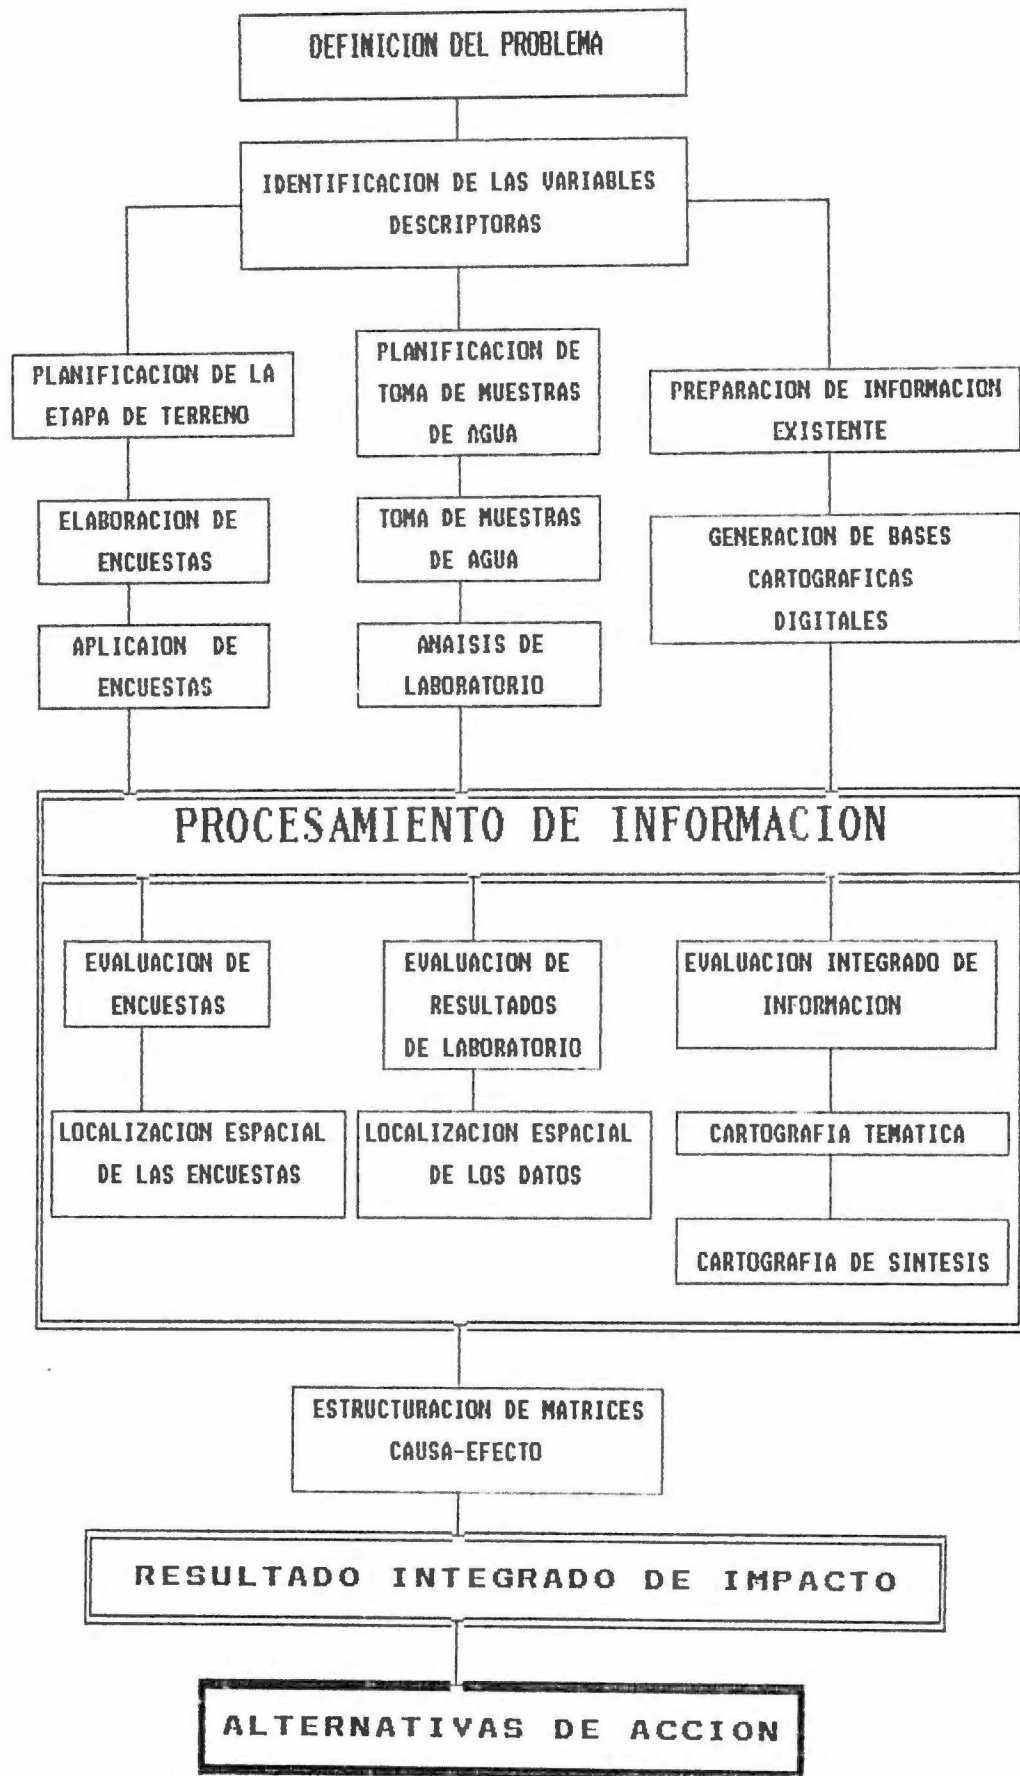 DEFINICION DEL PROBLEMA
IDENTIFICACION DE LAS VARIABLES
DESCRIPTORAS
PLANIFICACION DE LA
ETAPA DE TERRENO
ELABORACION DE
ENCUESTAS
APLICAION DE
ENCUESTAS
PLANIFICACION DE
TOMA DE MUESTRAS
DE AGUA
TOMA DE MUESTRAS
DE AGUA
ANAISIS DE
LABORATORIO
PREPARACION DE INFORMACION
EXISTENTE
GENERACION DE BASES
CARTOGRAFICAS
DIGITALES
PROCESAMIENTO DE INFORMACION
EVALUACION DE
ENCUESTAS
LOCALIZACION ESPACIAL
DE LAS ENCUESTAS
EVALUACION DE
RESULTADOS
DE LABORATORIO
LOCALIZACION ESPACIAL
DE LOS DATOS
EVALUACION INTEGRADO DE
INFORMACION
CARTOGRAFIA TEMATICA
CARTOGRAFIA DE SINTESIS
ESTRUCTURACION DE MATRICES
CAUSA-EFECTO
RESULTADO INTEGRADO DE IMPACTO
ALTERNATIVAS DE ACCION